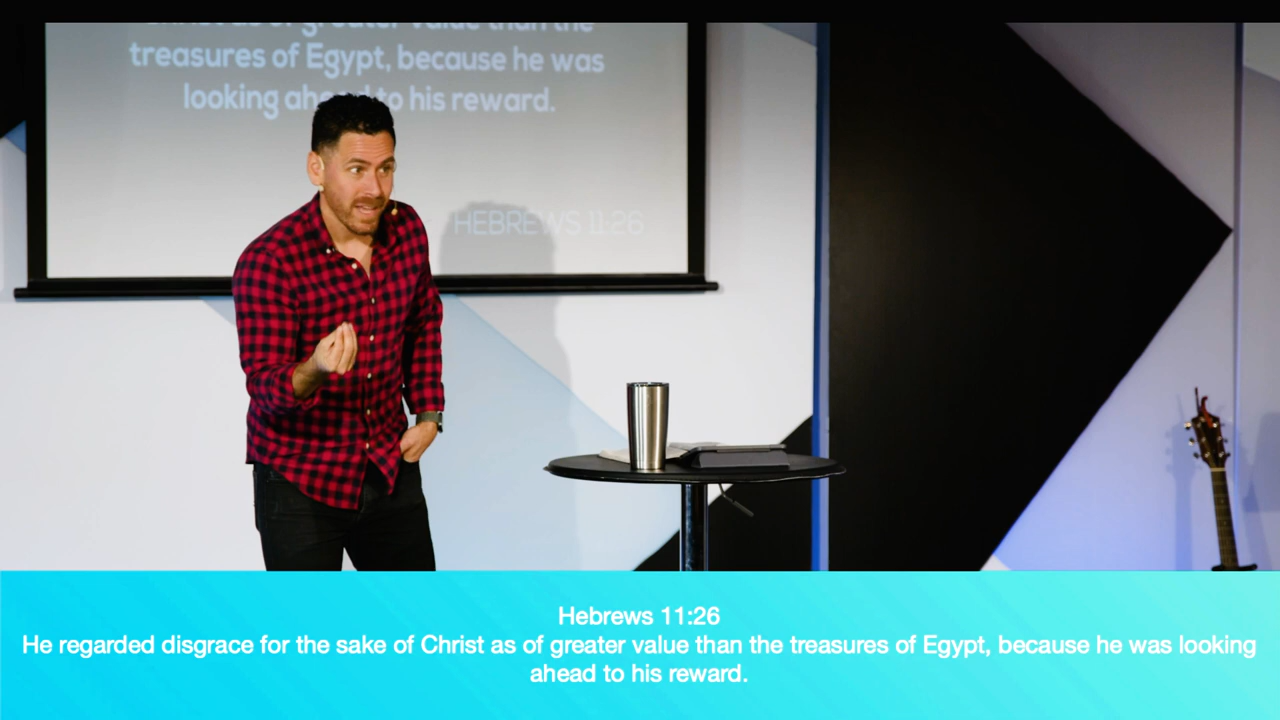 treasures of Egypt, because he was
looking ahead to his reward.
HEBREWS 11:26
Hebrews 11:26
He regarded disgrace for the sake of Christ as of greater value than the treasures of Egypt, because he was looking
ahead to his reward.